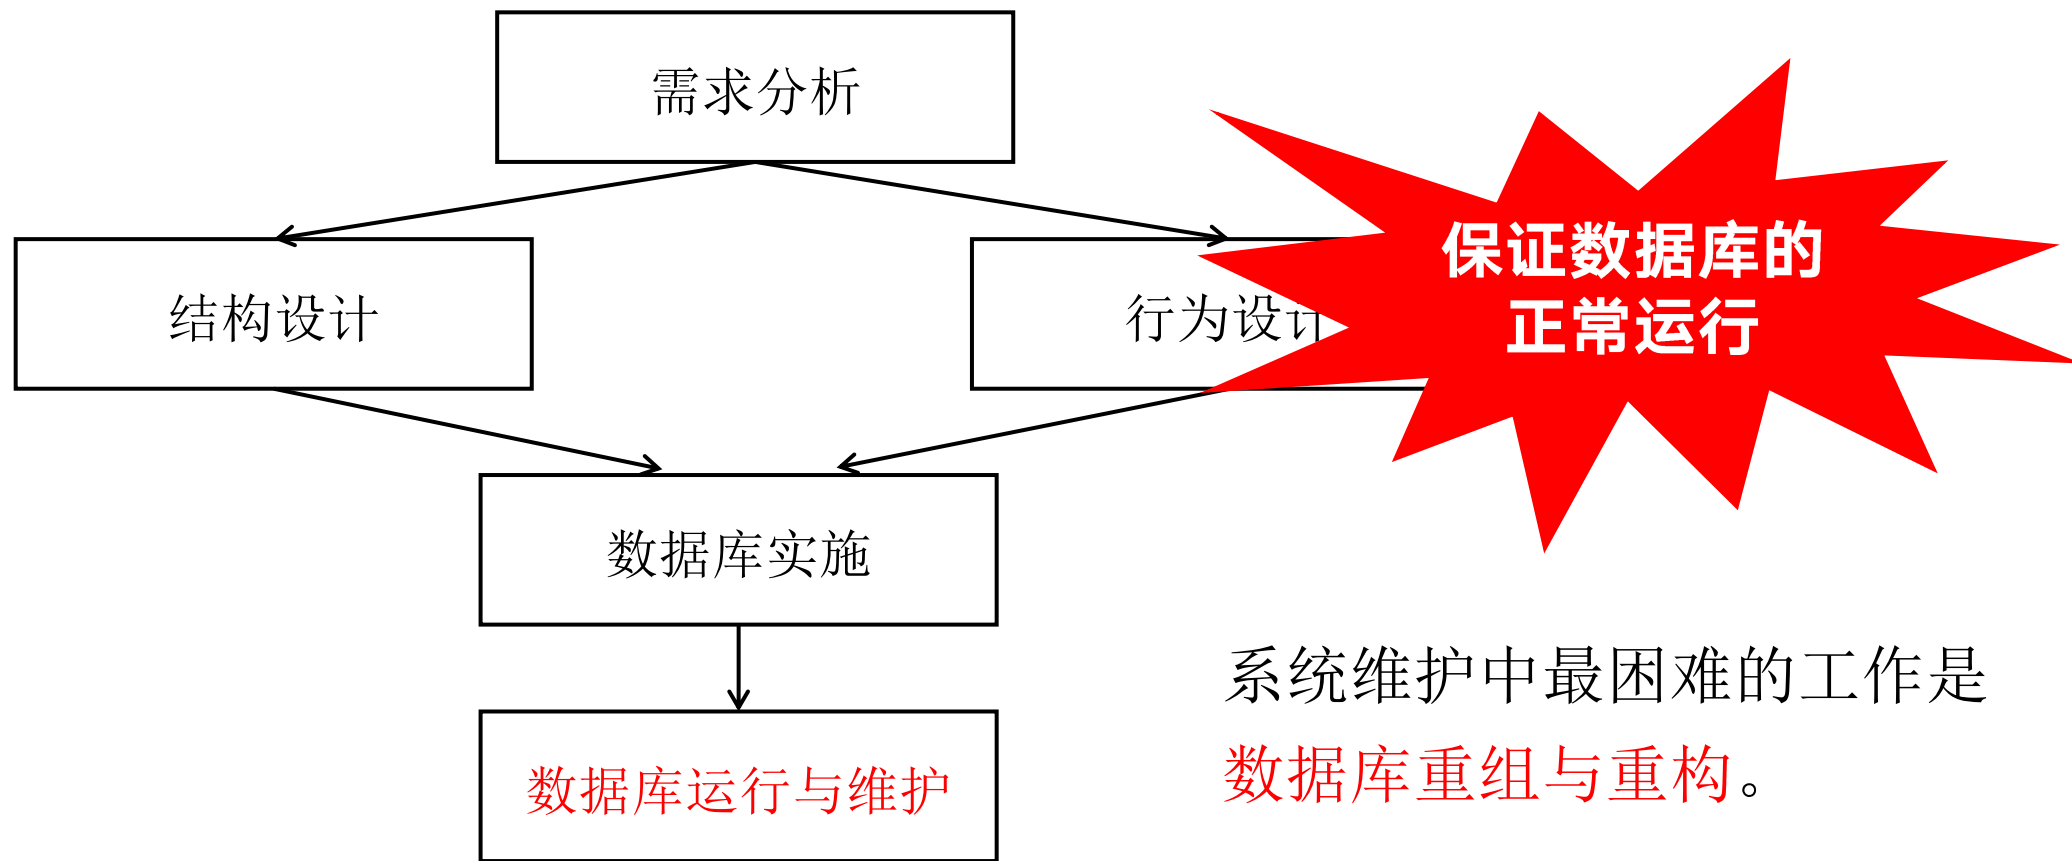 需求分析
保证数据库的
正常运行
结构设计
行为设计
数据库实施
系统维护中最困难的工作是
数据库重组与重构。
数据库运行与维护